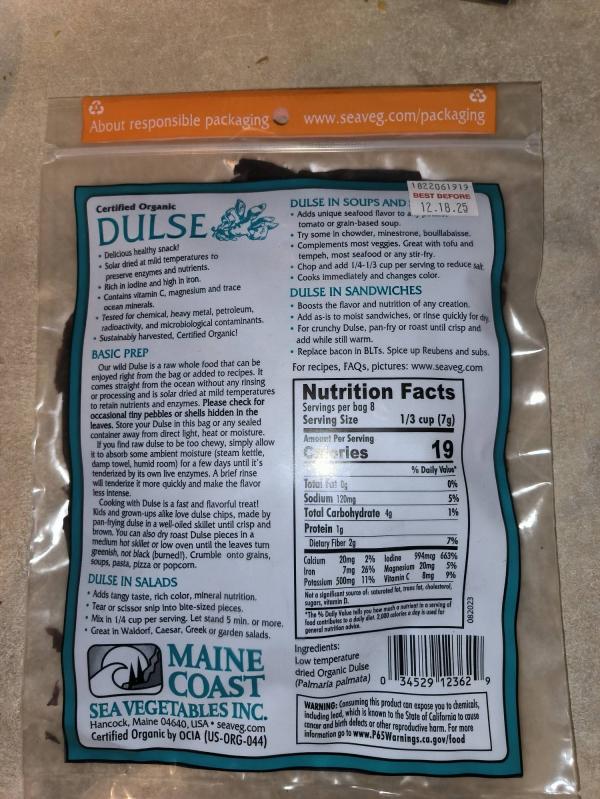 About responsible packaging www.seaveg.com/packaging
1822061919
BEST BEFORE
12.18.25
Certified Organic
DULSE
• Delicious healthy snack!
• Solar dried at mild temperatures to
preserve enzymes and nutrients.
• Rich in iodine and high in iron.
• Contains vitamin C, magnesium and trace
ocean minerals.
• Tested for chemical, heavy metal, petroleum,
radioactivity, and microbiological contaminants.
• Sustainably harvested, Certified Organic!
BASIC PREP
Our wild Dulse is a raw whole food that can be
enjoyed right from the bag or added to recipes. It
comes straight from the ocean without any rinsing
or processing and is solar dried at mild temperatures
to retain nutrients and enzymes. Please check for
occasional tiny pebbles or shells hidden in the
leaves. Store your Dulse in this bag or any sealed
container away from direct light, heat or moisture.
If you find raw dulse to be too chewy, simply allow
it to absorb some ambient moisture (steam kettle,
damp towel, humid room) for a few days until it's
tenderized by its own live enzymes. A brief rinse
will tenderize it more quickly and make the flavor
less intense.
Cooking with Dulse is a fast and flavorful treat!
Kids and grown-ups alike love dulse chips, made by
pan-frying dulse in a well-oiled skillet until crisp and
brown. You can also dry roast Dulse pieces in a
medium hot skillet or low oven until the leaves turn
greenish, not black (burned!). Crumble onto grains,
soups, pasta, pizza or popcorn.
DULSE IN SALADS
• Adds tangy taste, rich color, mineral nutrition.
• Tear or scissor snip into bite-sized pieces.
• Mix in 1/4 cup per serving. Let stand 5 min. or more.
• Great in Waldorf, Caesar, Greek or garden salads.
MAINE
COAST
SEA VEGETABLES INC.
Hancock, Maine 04640, USA • seaveg.com
Certified Organic by OCIA (US-ORG-044)
DULSE IN SOUPS AND
• Adds unique seafood flavor to
tomato or grain-based soup.
• Try some in chowder, minestrone, bouillabaisse.
• Complements most veggies. Great with tofu and
tempeh, most seafood or any stir-fry.
• Chop and add 1/4-1/3 cup per serving to reduce salt.
• Cooks immediately and changes color.
DULSE IN SANDWICHES
• Boosts the flavor and nutrition of any creation.
• Add as-is to moist sandwiches, or rinse quickly for dry.
• For crunchy Dulse, pan-fry or roast until crisp and
add while still warm.
• Replace bacon in BLTs. Spice up Reubens and subs.
For recipes, FAQs, pictures: www.seaveg.com
Nutrition Facts
Servings per bag 8
Serving Size 1/3 cup (7g)
Amount Per Serving
Calories 19
% Daily Value*
Total Fat 0g 0%
Sodium 120mg 5%
Total Carbohydrate 4g 1%
Protein 1g
Dietary Fiber 2g 7%
Calcium 20mg 2% Iodine 994mcg 663%
Iron 7mg 26% Magnesium 20mg 5%
Potassium 500mg 11% Vitamin C 8mg 9%
Not a significant source of: saturated fat, trans fat, cholesterol,
sugars, vitamin D.
*The % Daily Value tells you how much a nutrient in a serving of
food contributes to a daily diet. 2,000 calories a day is used for
general nutrition advice.
082023
Ingredients:
Low temperature
dried Organic Dulse
(Palmaria palmata)
0 34529 12362 9
WARNING: Consuming this product can expose you to chemicals,
including lead, which is known to the State of California to cause
cancer and birth defects or other reproductive harm. For more
information go to www.P65Warnings.ca.gov/food